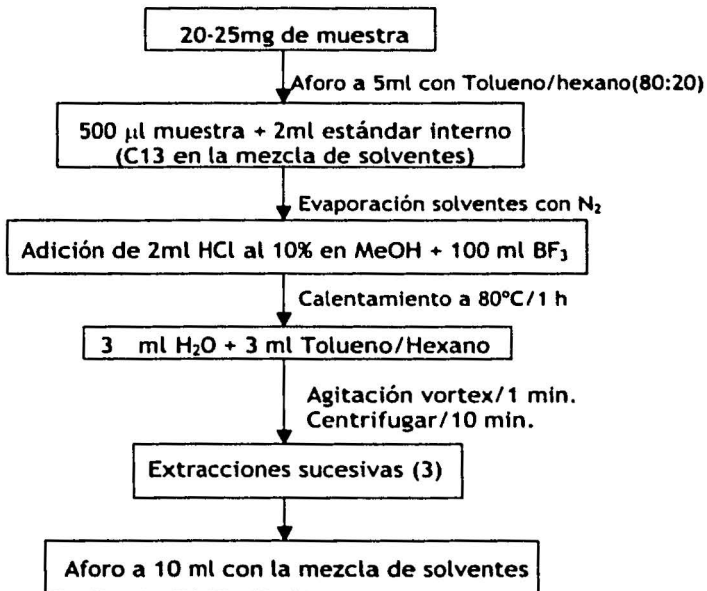 20-25mg de muestra
Aforo a 5ml con Tolueno/hexano(80:20)
500 µl muestra + 2ml estándar interno
(C13 en la mezcla de solventes)
Evaporación solventes con N₂
Adición de 2ml HCl al 10% en MeOH + 100 ml BF₃
Calentamiento a 80ºC/1 h
3 ml H₂O + 3 ml Tolueno/Hexano
Agitación vortex/1 min.
Centrifugar/10 min.
Extracciones sucesivas (3)
Aforo a 10 ml con la mezcla de solventes